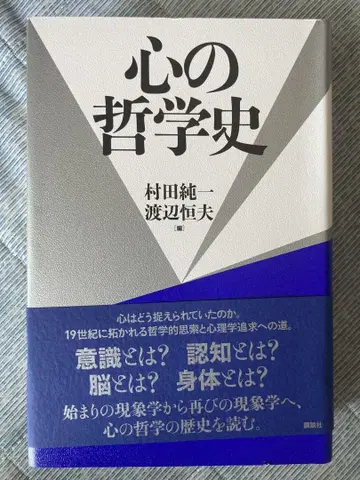 心の
哲学史
村田純一
渡辺恒夫
[編]
心はどう捉えられていたのか。
19世紀に拓かれる哲学的思索と心理学追求への道。
意識とは? 認知とは?
脳とは? 身体とは?
始まりの現象学から再びの現象学へ、
心の哲学の歴史を読む。
講談社